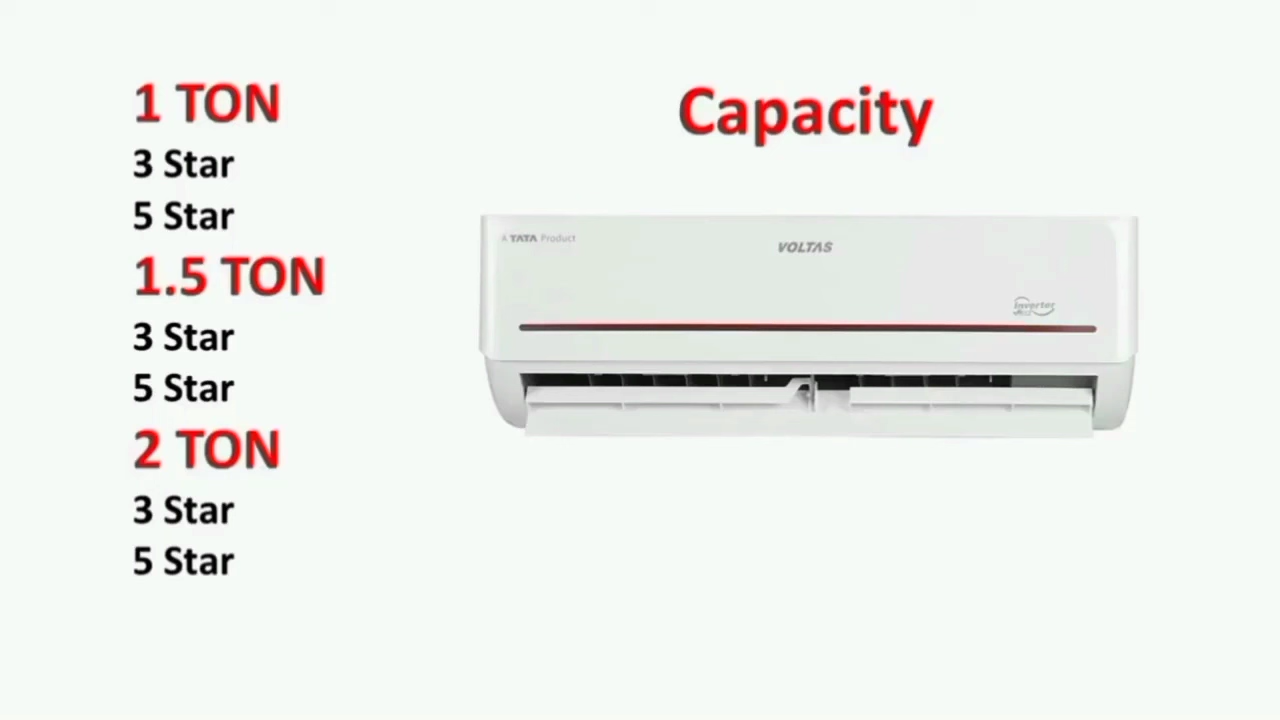 1 TON
3 Star
5 Star
1.5 TON
3 Star
5 Star
2 TON
3 Star
5 Star
Capacity
A TATA Product
VOLTAS
inverter